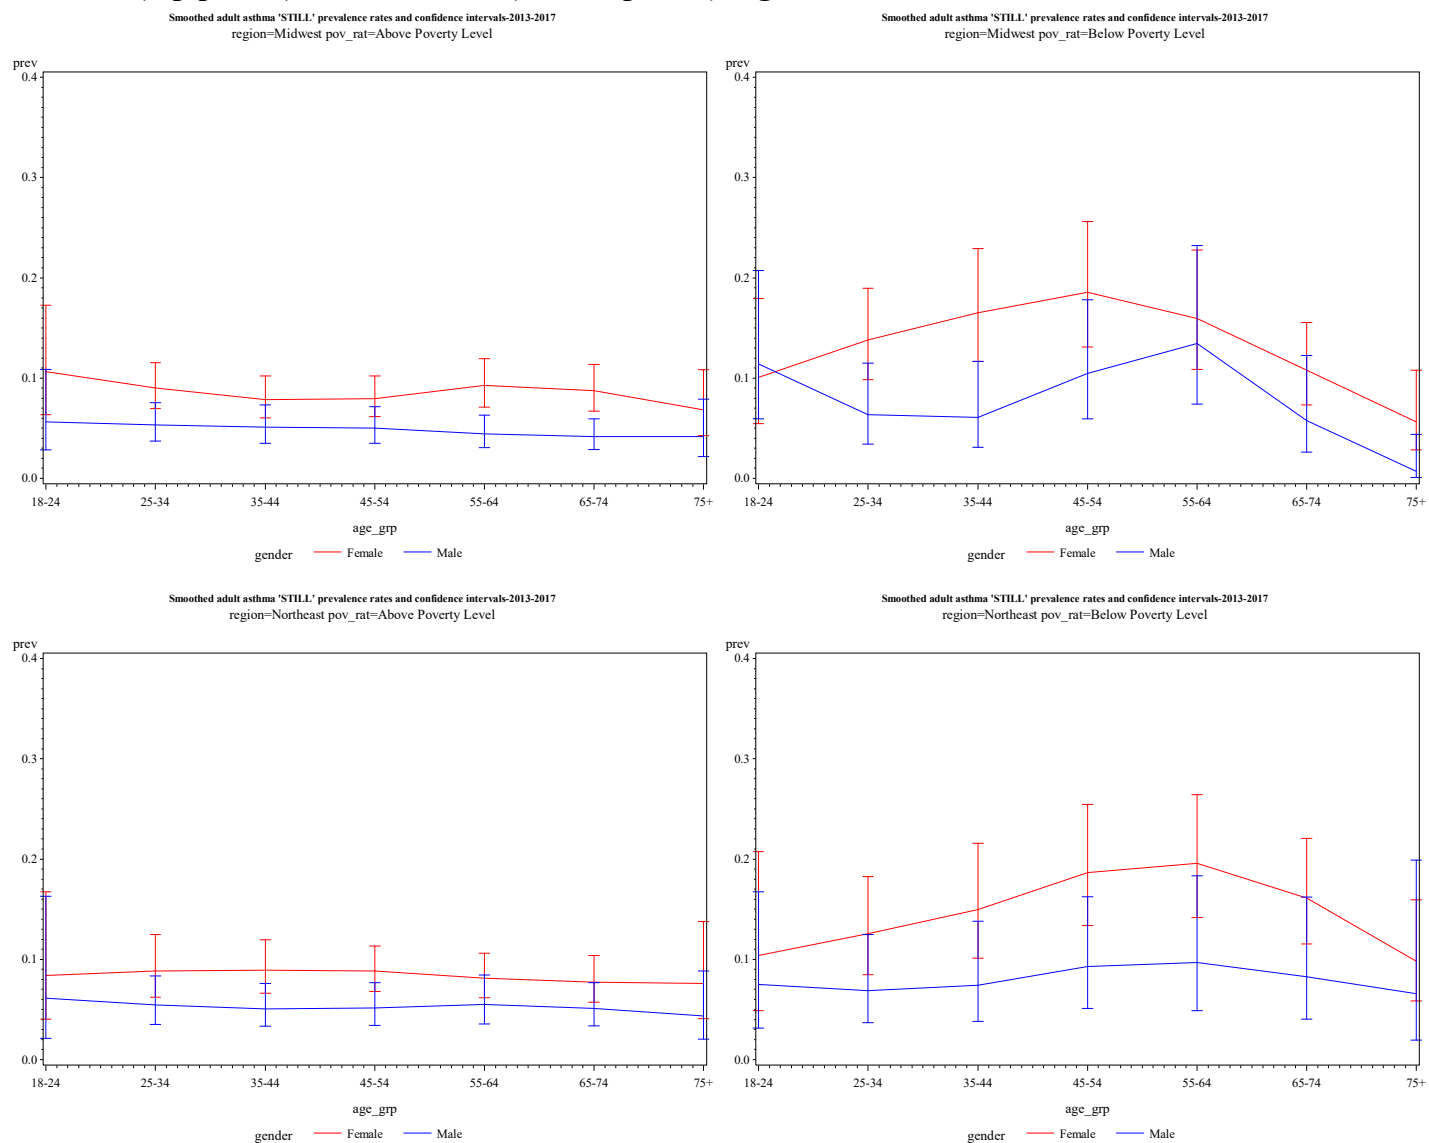 Smoothed adult asthma 'STILL' prevalence rates and confidence intervals-2013-2017
region=Midwest pov_rat=Above Poverty Level
prev
0.4
0.3
0.2
0.1
0.0
18-24 25-34 35-44 45-54 55-64 65-74 75+
age_grp
gender Female Male
Smoothed adult asthma 'STILL' prevalence rates and confidence intervals-2013-2017
region=Midwest pov_rat=Below Poverty Level
prev
0.4
0.3
0.2
0.1
0.0
18-24 25-34 35-44 45-54 55-64 65-74 75+
age_grp
gender Female Male
Smoothed adult asthma 'STILL' prevalence rates and confidence intervals-2013-2017
region=Northeast pov_rat=Above Poverty Level
prev
0.4
0.3
0.2
0.1
0.0
18-24 25-34 35-44 45-54 55-64 65-74 75+
age_grp
gender Female Male
Smoothed adult asthma 'STILL' prevalence rates and confidence intervals-2013-2017
region=Northeast pov_rat=Below Poverty Level
prev
0.4
0.3
0.2
0.1
0.0
18-24 25-34 35-44 45-54 55-64 65-74 75+
age_grp
gender Female Male